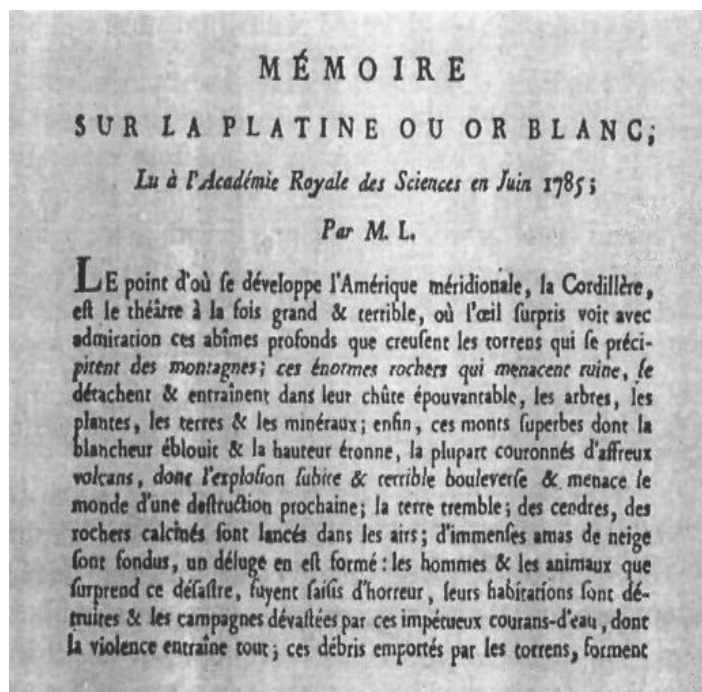 MÉMOIRE
SUR LA PLATINE OU OR BLANC;
Lu à l'Académie Royale des Sciences en Juin 1785;
Par M. L.
LE point d'où ſe développe l'Amérique méridionale, la Cordillère,
eſt le théâtre à la fois grand & terrible, où l'œil ſurpris voit avec
admiration ces abîmes profonds que creuſent les torrens qui ſe préci-
pitent des montagnes; ces énormes rochers qui menacent ruine, ſe
détachent & entraînent dans leur chûte épouvantable, les arbres, les
plantes, les terres & les minéraux; enfin, ces monts ſuperbes dont la
blancheur éblouit & la hauteur étonne, la plupart couronnés d'affreux
volcans, dont l'exploſion ſubite & terrible bouleverſe & menace le
monde d'une deſtruction prochaine; la terre tremble; des cendres, des
rochers calcinés ſont lancés dans les airs; d'immenſes amas de neige
ſont fondus, un déluge en eſt formé: les hommes & les animaux que
ſurprend ce déſaſtre, fuyent ſaiſis d'horreur, leurs habitations ſont dé-
truites & les campagnes dévaſtées par ces impétueux courans-d'eau, dont
la violence entraîne tout; ces débris emportés par les torrens, forment